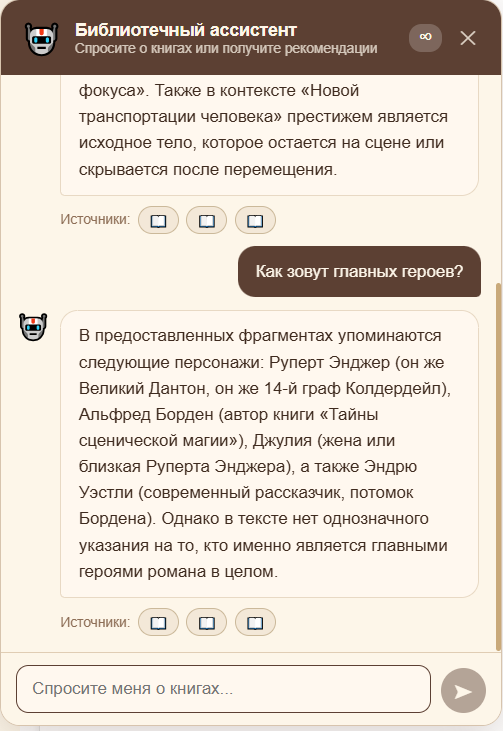 Библиотечный ассистент
Спросите о книгах или получите рекомендации
∞
фокуса». Также в контексте «Новой
транспортации человека» престижем является
исходное тело, которое остается на сцене или
скрывается после перемещения.
Источники:
Как зовут главных героев?
В предоставленных фрагментах упоминаются
следующие персонажи: Руперт Энджер (он же
Великий Дантон, он же 14-й граф Колдердейл),
Альфред Борден (автор книги «Тайны
сценической магии»), Джулия (жена или
близкая Руперта Энджера), а также Эндрю
Уэстли (современный рассказчик, потомок
Бордена). Однако в тексте нет однозначного
указания на то, кто именно является главными
героями романа в целом.
Источники:
Спросите меня о книгах...